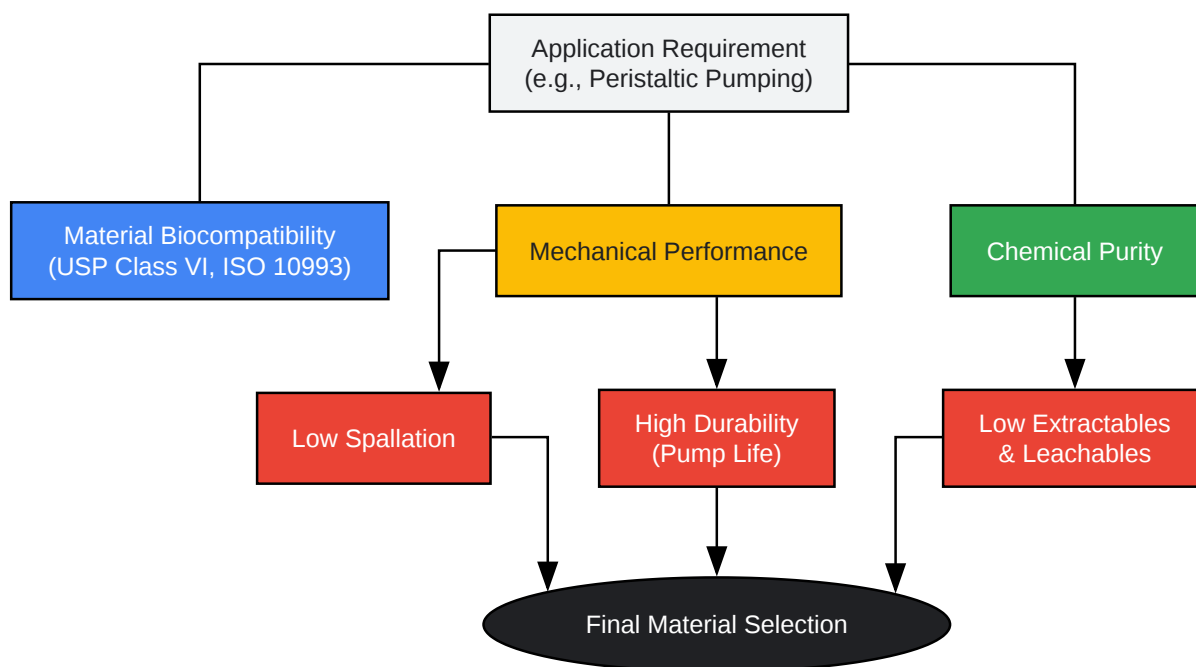 Application Requirement
(e.g., Peristaltic Pumping)
Material Biocompatibility
(USP Class VI, ISO 10993)
Mechanical Performance
Chemical Purity
Low Spallation
High Durability
(Pump Life)
Low Extractables
& Leachables
Final Material Selection